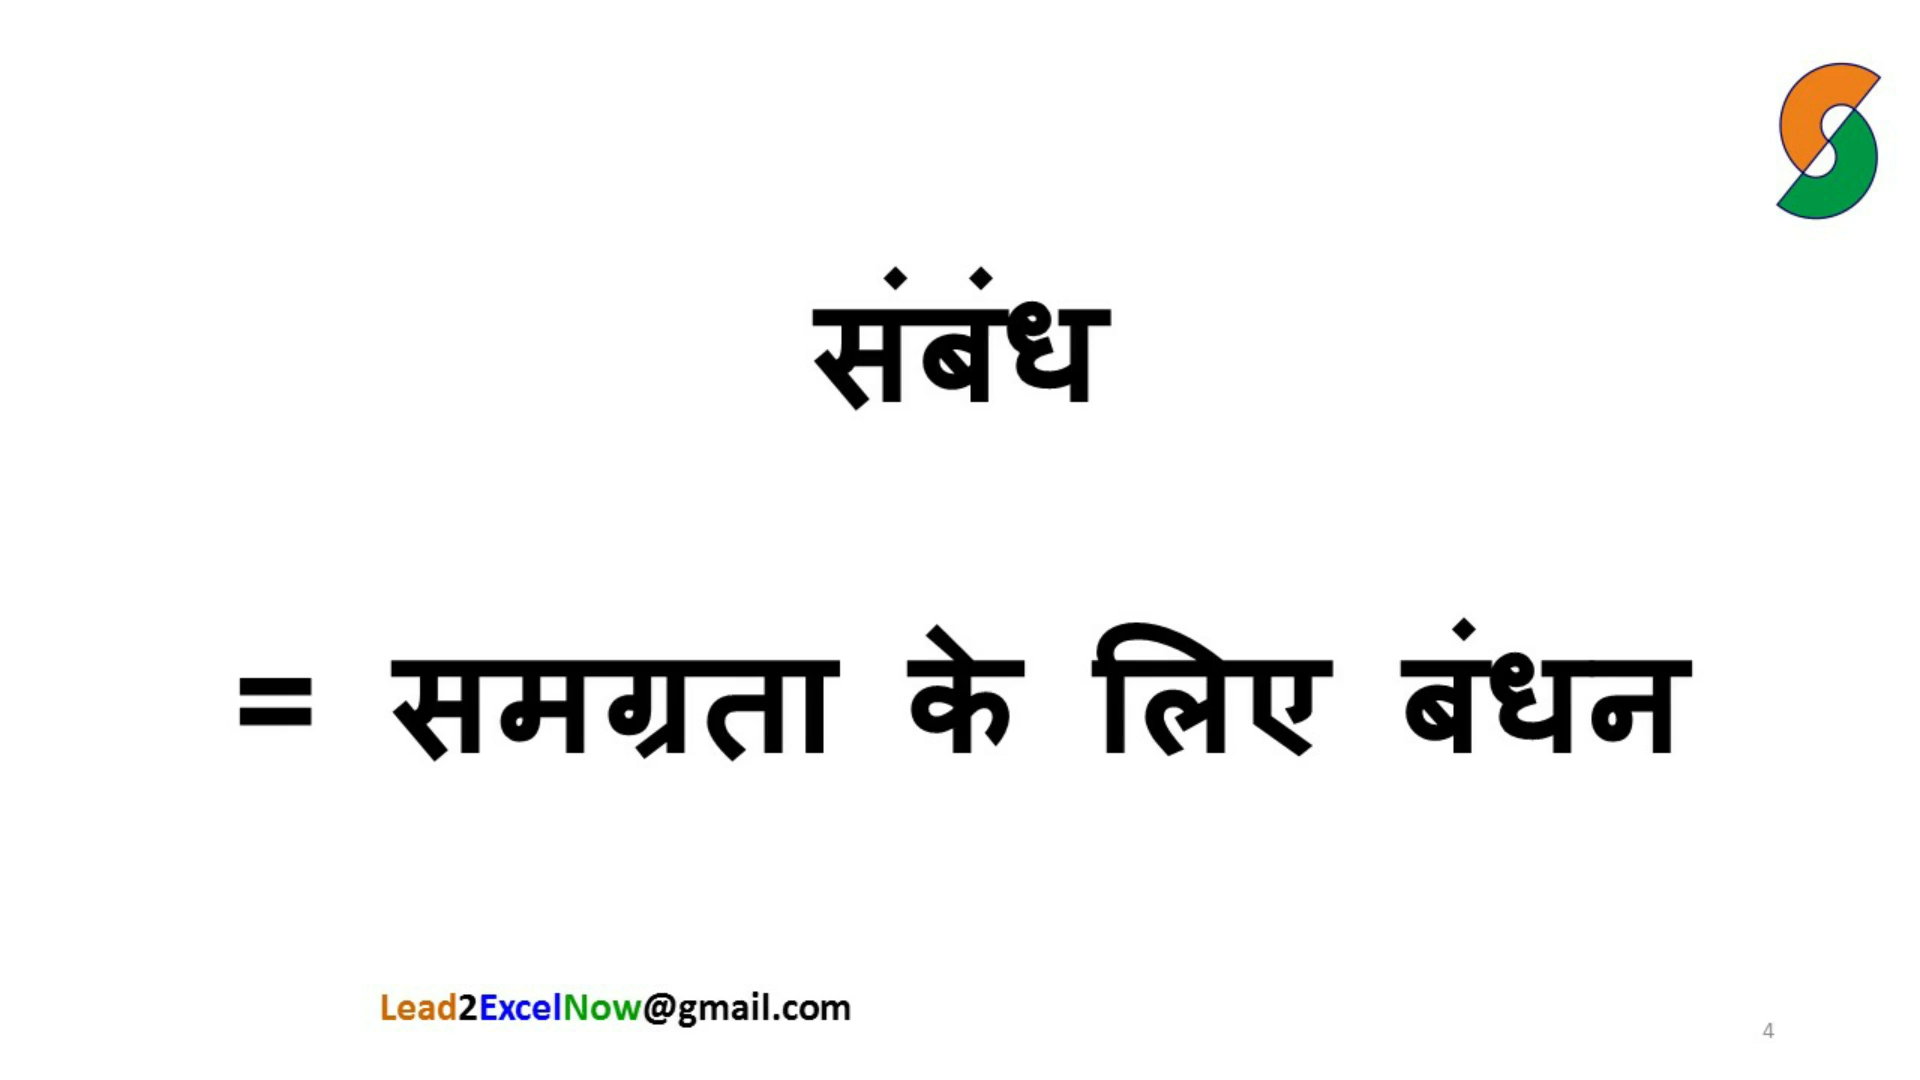 संबंध
= समग्रता के लिए बंधन
Lead2ExcelNow@gmail.com
4